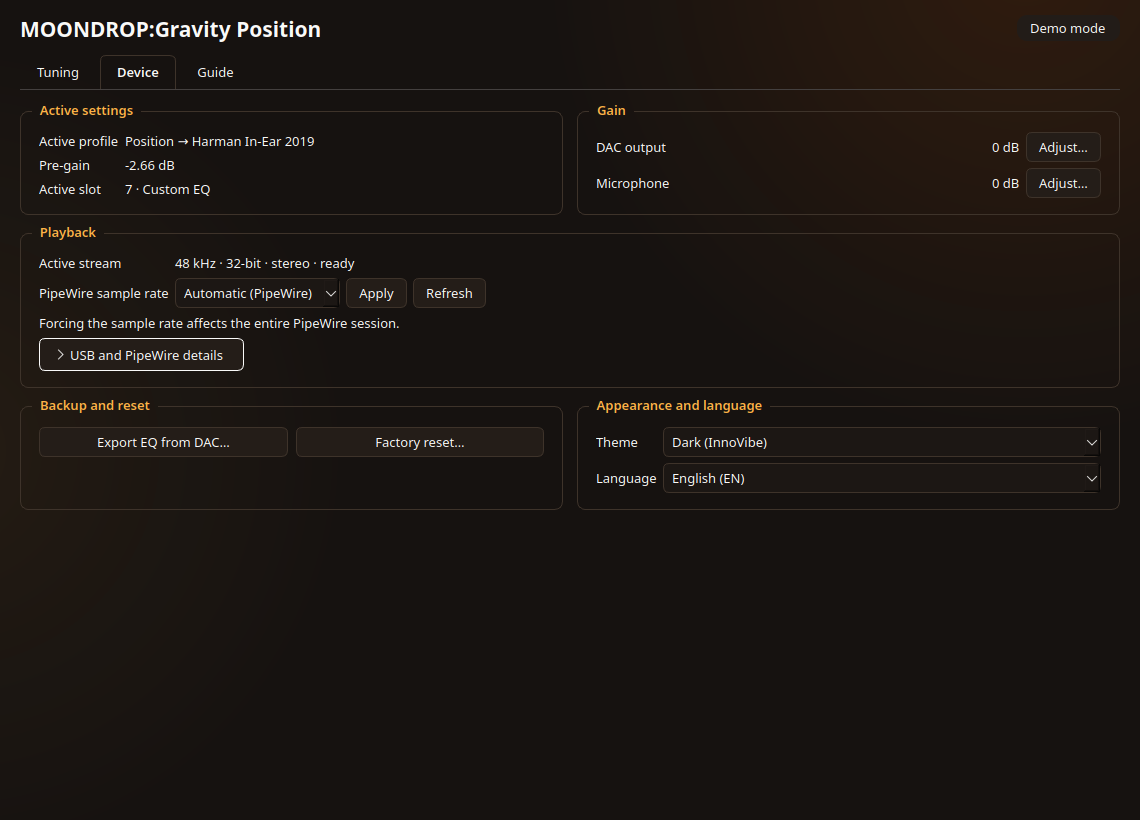 MOONDROP:Gravity Position
Demo mode
Tuning
Device
Guide
Active settings
Active profile Position → Harman In-Ear 2019
Pre-gain -2.66 dB
Active slot 7 · Custom EQ
Gain
DAC output 0 dB Adjust...
Microphone 0 dB Adjust...
Playback
Active stream 48 kHz · 32-bit · stereo · ready
PipeWire sample rate Automatic (PipeWire) Apply Refresh
Forcing the sample rate affects the entire PipeWire session.
USB and PipeWire details
Backup and reset
Export EQ from DAC... Factory reset...
Appearance and language
Theme Dark (InnoVibe)
Language English (EN)